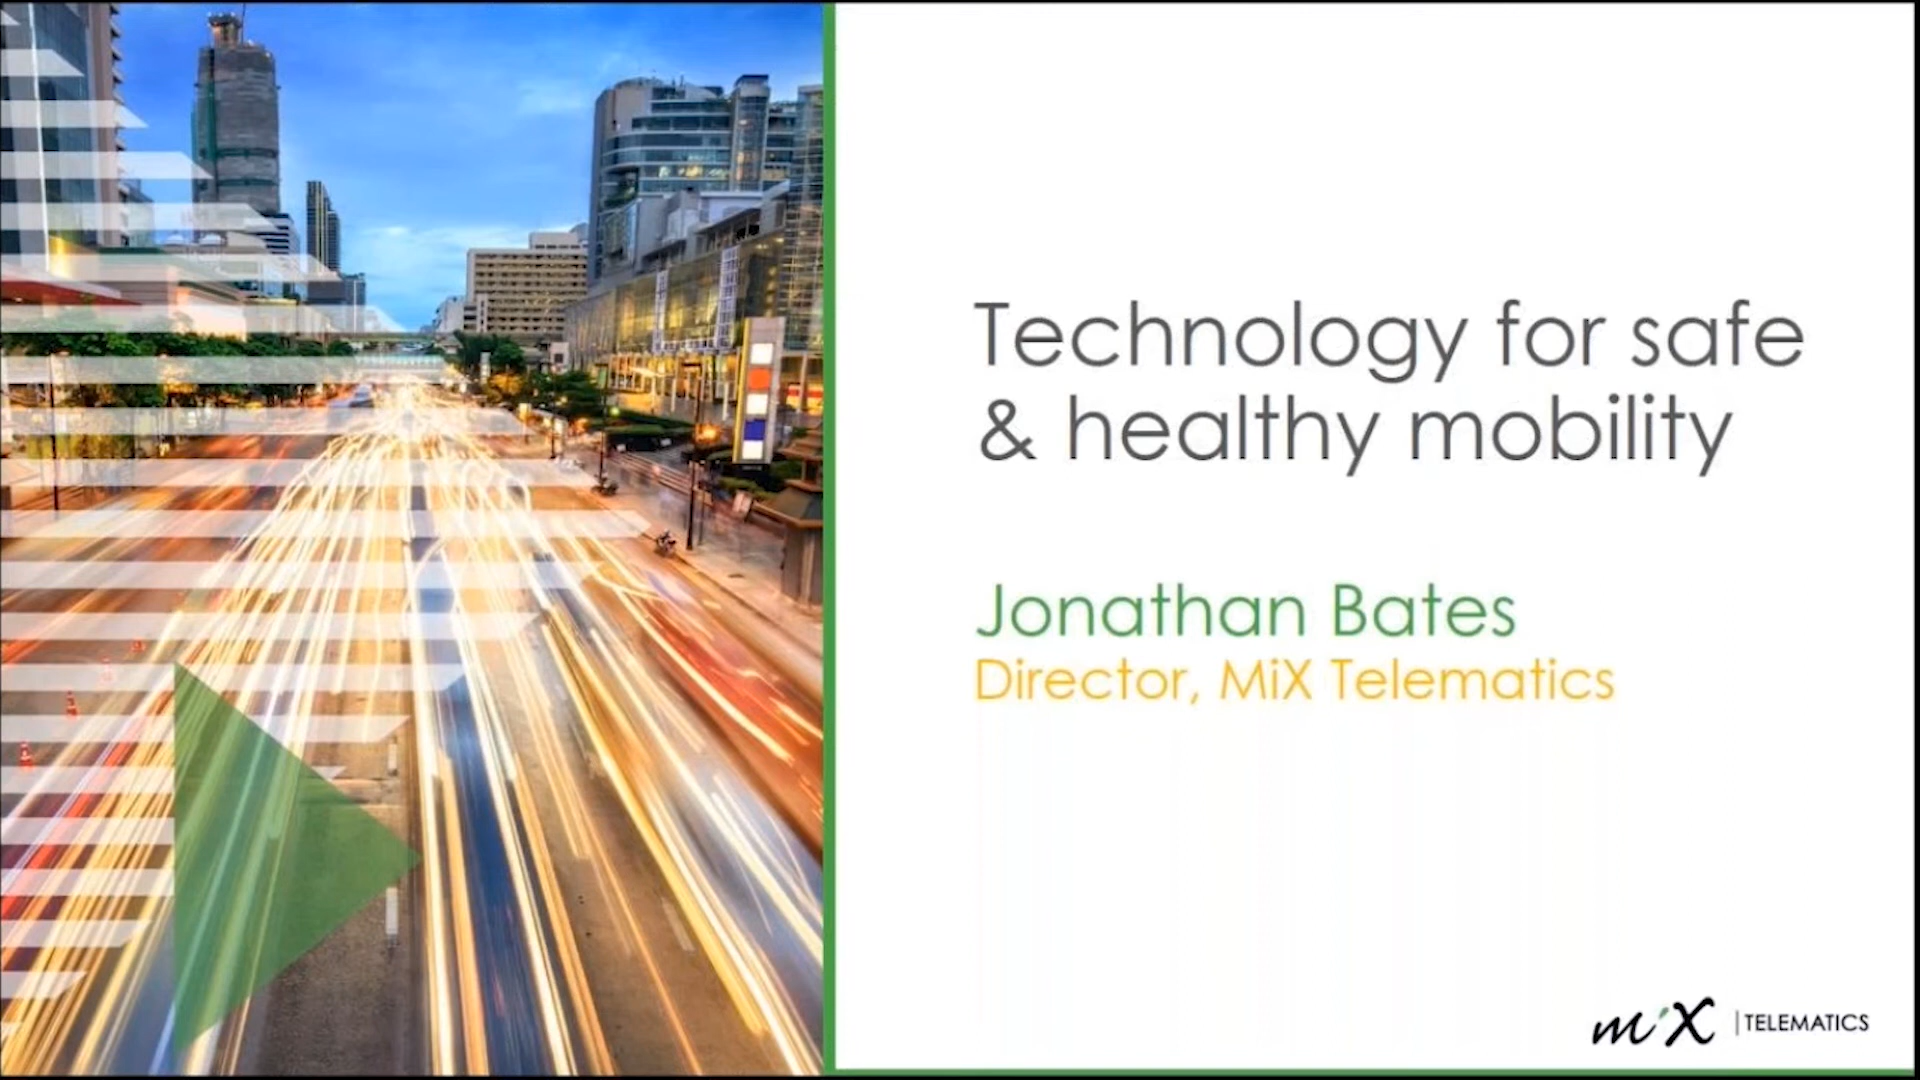 Technology for safe
& healthy mobility
Jonathan Bates
Director, MiX Telematics
mix | TELEMATICS